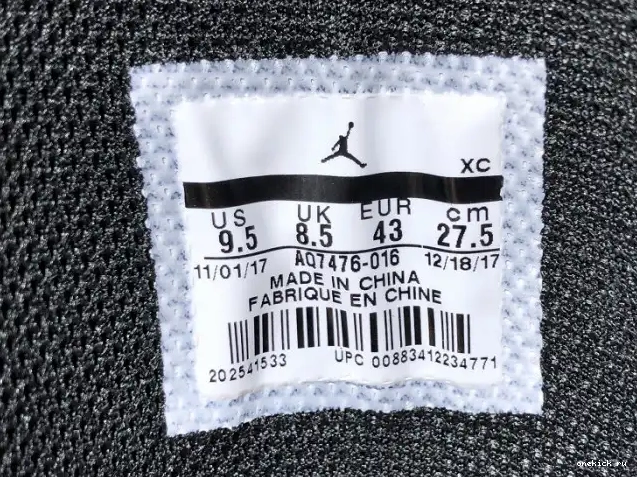 XC
US UK EUR cm
9.5 8.5 43 27.5
11/01/17 AQ7476-016 12/18/17
MADE IN CHINA
FABRIQUE EN CHINE
202541533 UPC 00883412234771
onekick.ru